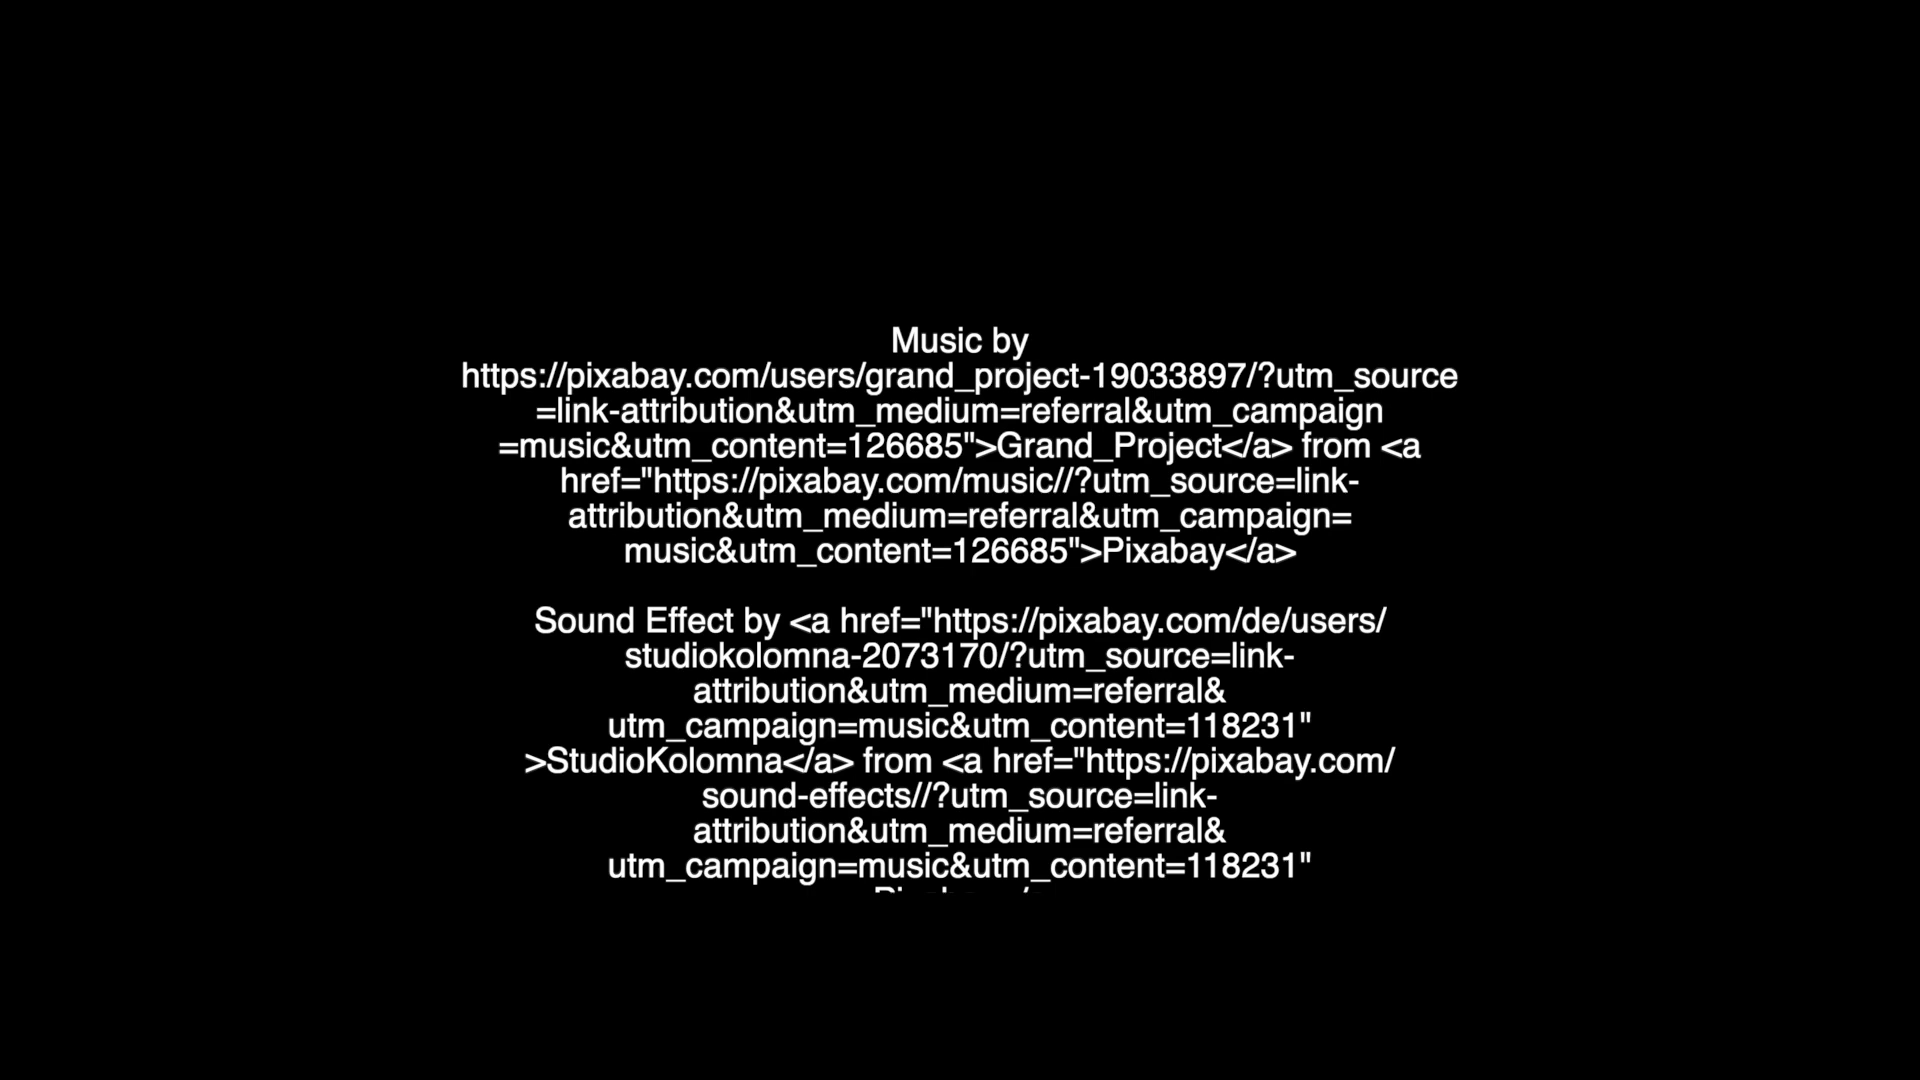 Music by
https://pixabay.com/users/grand_project-19033897/?utm_source
=link-attribution&utm_medium=referral&utm_campaign
=music&utm_content=126685">Grand_Project</a> from <a
href="https://pixabay.com/music//?utm_source=link-
attribution&utm_medium=referral&utm_campaign=
music&utm_content=126685">Pixabay</a>
Sound Effect by <a href="https://pixabay.com/de/users/
studiokolomna-2073170/?utm_source=link-
attribution&utm_medium=referral&
utm_campaign=music&utm_content=118231"
>StudioKolomna</a> from <a href="https://pixabay.com/
sound-effects//?utm_source=link-
attribution&utm_medium=referral&
utm_campaign=music&utm_content=118231"